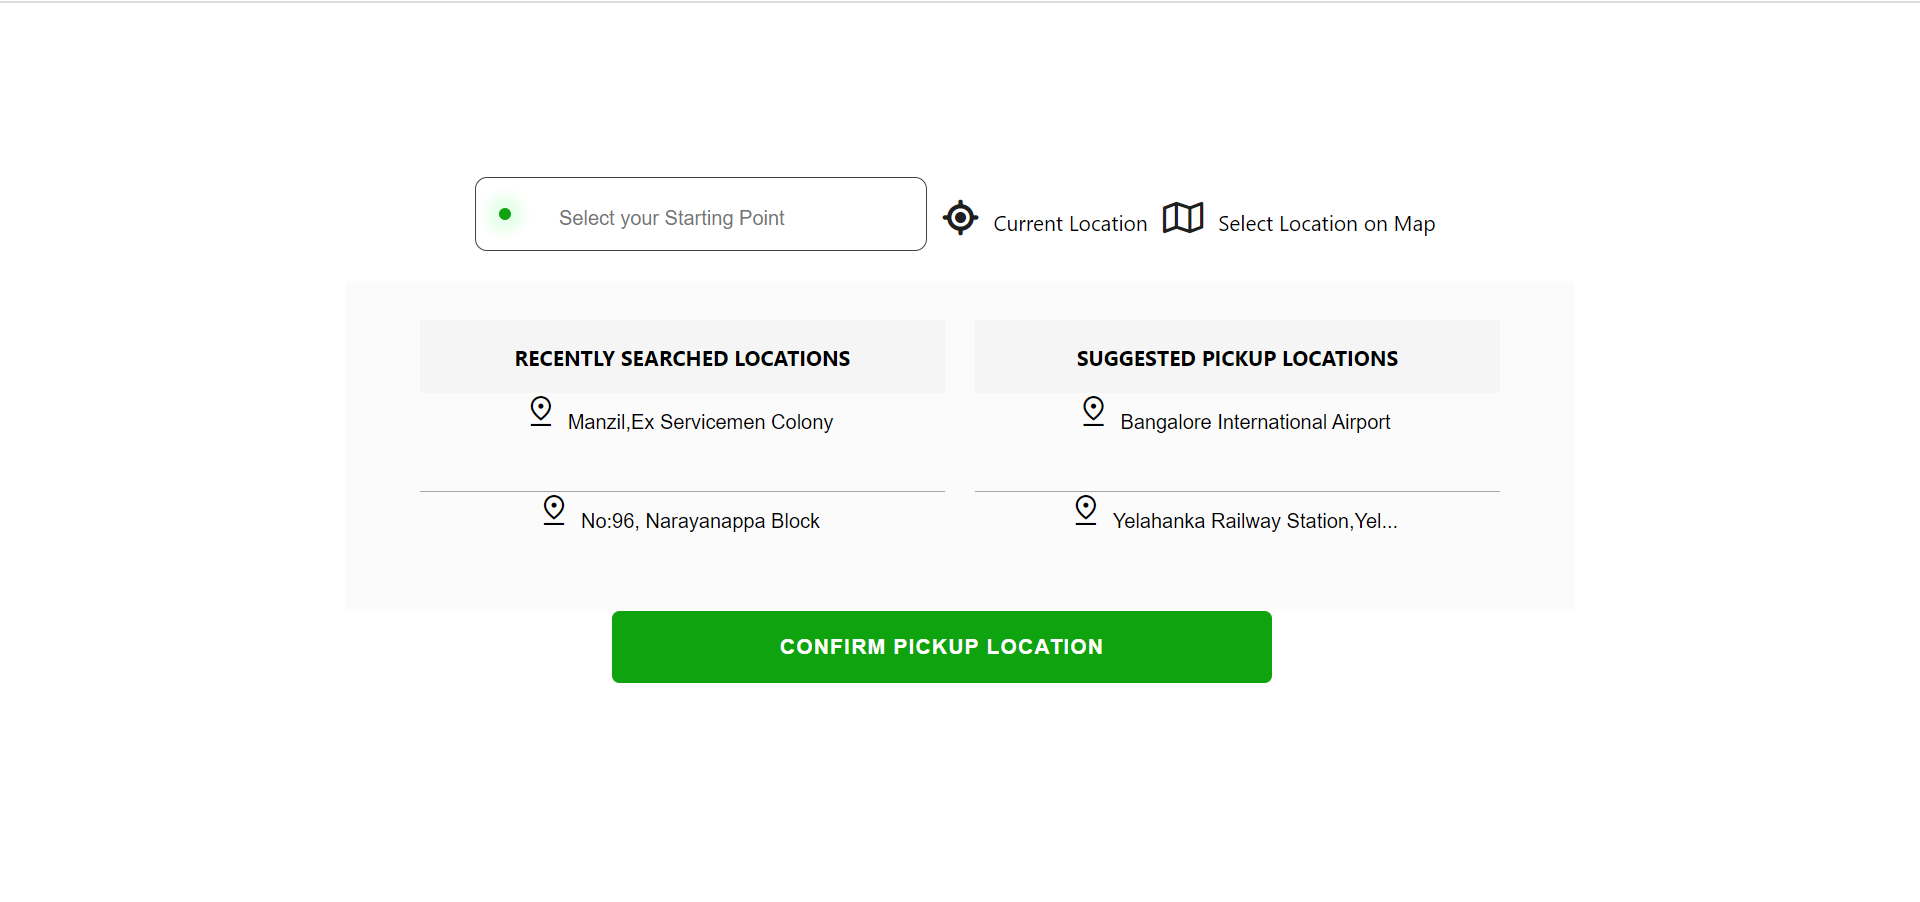 Select your Starting Point
Current Location
Select Location on Map
RECENTLY SEARCHED LOCATIONS
Manzil,Ex Servicemen Colony
No:96, Narayanappa Block
SUGGESTED PICKUP LOCATIONS
Bangalore International Airport
Yelahanka Railway Station,Yel...
CONFIRM PICKUP LOCATION